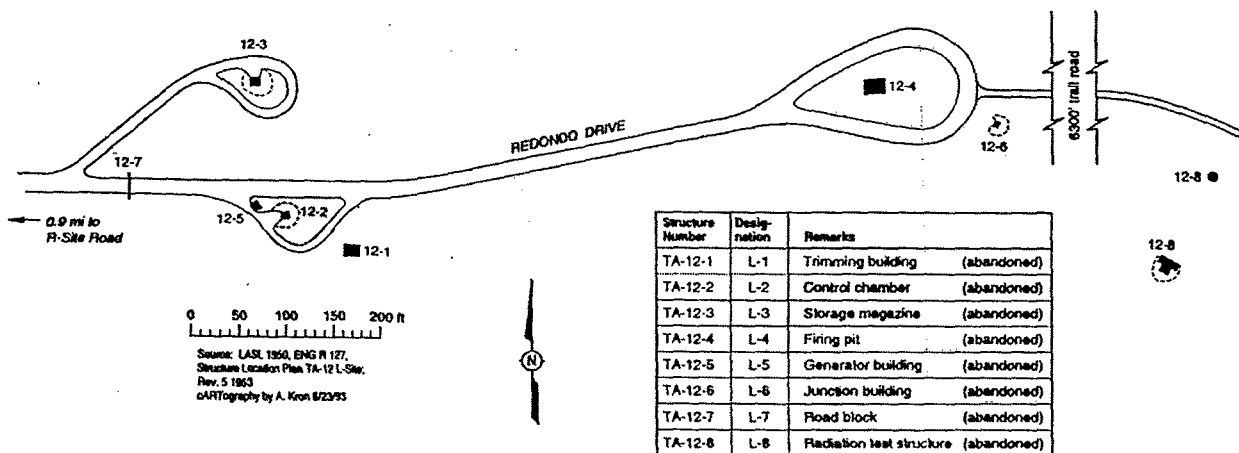 12-3
12-7
12-4
REDONDO DRIVE
6300' trail road
12-6
12-8
12-5
12-2
0.9 mi to
R-Site Road
12-1
12-8
0 50 100 150 200 ft
Source: LASL 1950, ENG R 127,
Structure Location Plan TA-12 L-Site,
Rev. 5 1953
cARTography by A. Kron 6/23/93
N
Structure Number Desig-nation Remarks
TA-12-1 L-1 Trimming building (abandoned)
TA-12-2 L-2 Control chamber (abandoned)
TA-12-3 L-3 Storage magazine (abandoned)
TA-12-4 L-4 Firing pit (abandoned)
TA-12-5 L-5 Generator building (abandoned)
TA-12-6 L-6 Junction building (abandoned)
TA-12-7 L-7 Road block (abandoned)
TA-12-8 L-8 Radiation test structure (abandoned)